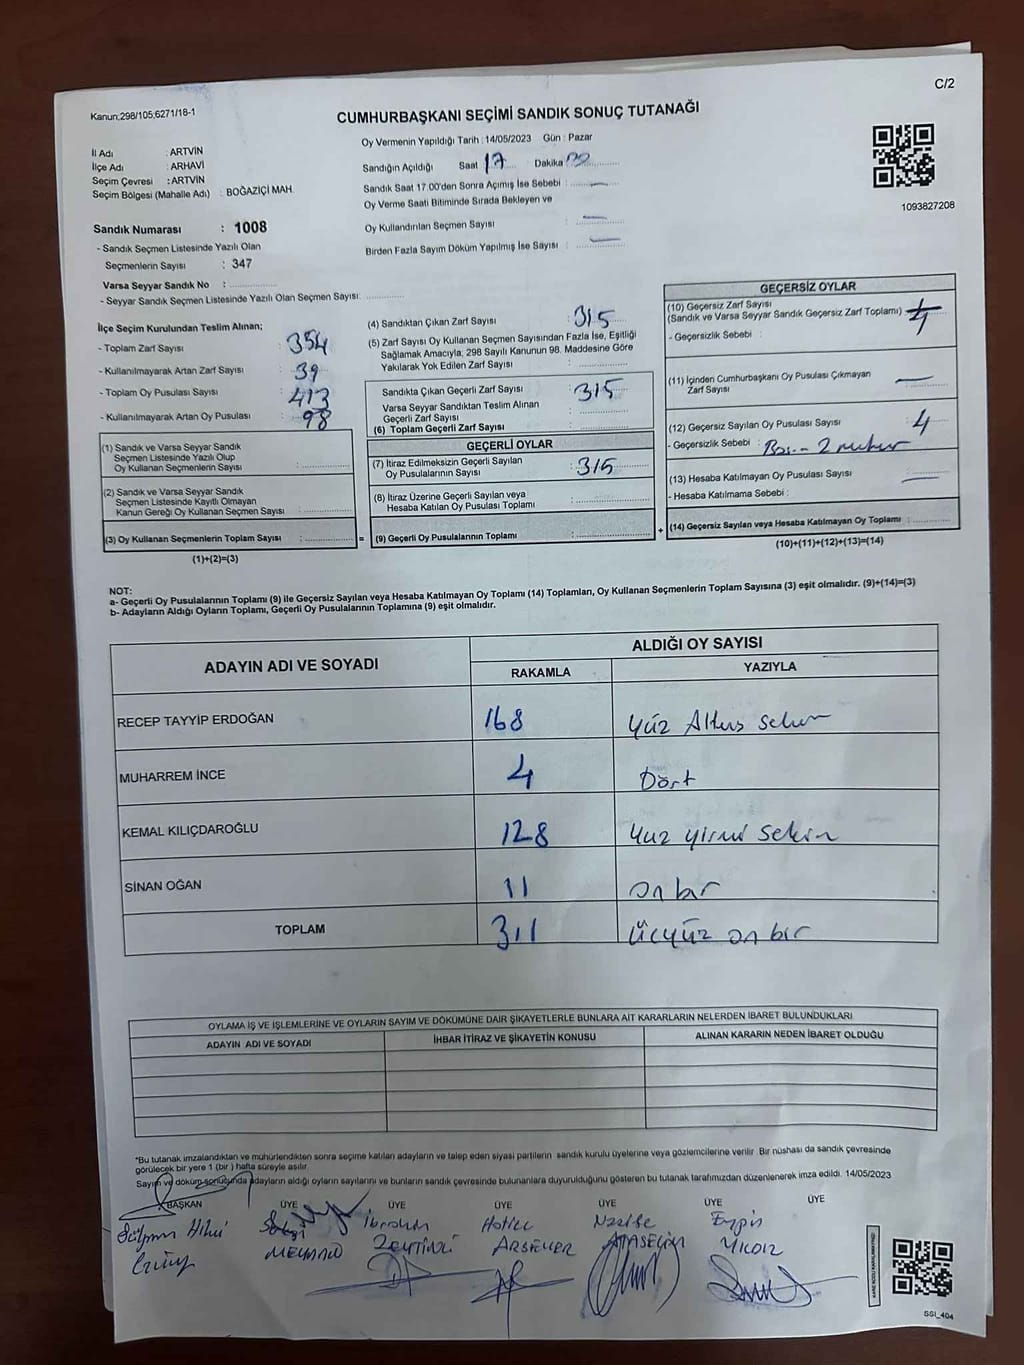 C/2
Kanun;298/105;6271/18-1
CUMHURBAŞKANI SEÇİMİ SANDIK SONUÇ TUTANAĞI
Oy Vermenin Yapıldığı Tarih : 14/05/2023 Gün : Pazar
İl Adı : ARTVİN
İlçe Adı : ARHAVİ
Seçim Çevresi : ARTVİN
Seçim Bölgesi (Mahalle Adı) : BOĞAZİÇİ MAH.
Sandığın Açıldığı Saat 17 Dakika 00
Sandık Saat 17:00'den Sonra Açılmış İse Sebebi :
Oy Verme Saati Bitiminde Sırada Bekleyen ve
Oy Kullandırılan Seçmen Sayısı :
Birden Fazla Sayım Döküm Yapılmış İse Sayısı :
1093827208
Sandık Numarası : 1008
- Sandık Seçmen Listesinde Yazılı Olan
Seçmenlerin Sayısı : 347
Varsa Seyyar Sandık No :
- Seyyar Sandık Seçmen Listesinde Yazılı Olan Seçmen Sayısı:
İlçe Seçim Kurulundan Teslim Alınan;
- Toplam Zarf Sayısı : 354
- Kullanılmayarak Artan Zarf Sayısı : 39
- Toplam Oy Pusulası Sayısı : 413
- Kullanılmayarak Artan Oy Pusulası : 98
(1) Sandık ve Varsa Seyyar Sandık
Seçmen Listesinde Yazılı Olup
Oy Kullanan Seçmenlerin Sayısı :
(2) Sandık ve Varsa Seyyar Sandık
Seçmen Listesinde Kayıtlı Olmayan
Kanun Gereği Oy Kullanan Seçmen Sayısı :
(3) Oy Kullanan Seçmenlerin Toplam Sayısı : =
(1)+(2)=(3)
(4) Sandıktan Çıkan Zarf Sayısı : 315
(5) Zarf Sayısı Oy Kullanan Seçmen Sayısından Fazla İse, Eşitliği
Sağlamak Amacıyla, 298 Sayılı Kanunun 98. Maddesine Göre
Yakılarak Yok Edilen Zarf Sayısı :
Sandıkta Çıkan Geçerli Zarf Sayısı : 315
Varsa Seyyar Sandıktan Teslim Alınan
Geçerli Zarf Sayısı :
(6) Toplam Geçerli Zarf Sayısı :
GEÇERLİ OYLAR
(7) İtiraz Edilmeksizin Geçerli Sayılan
Oy Pusulalarının Sayısı : 315
(8) İtiraz Üzerine Geçerli Sayılan veya
Hesaba Katılan Oy Pusulası Toplamı :
(9) Geçerli Oy Pusulalarının Toplamı : +
GEÇERSİZ OYLAR
(10) Geçersiz Zarf Sayısı
(Sandık ve Varsa Seyyar Sandık Geçersiz Zarf Toplamı)
- Geçersizlik Sebebi :
(11) İçinden Cumhurbaşkanı Oy Pusulası Çıkmayan
Zarf Sayısı
(12) Geçersiz Sayılan Oy Pusulası Sayısı : 4
- Geçersizlik Sebebi : 2 mühür
(13) Hesaba Katılmayan Oy Pusulası Sayısı :
- Hesaba Katılmama Sebebi :
(14) Geçersiz Sayılan veya Hesaba Katılmayan Oy Toplamı :
(10)+(11)+(12)+(13)=(14)
NOT:
a- Geçerli Oy Pusulalarının Toplamı (9) ile Geçersiz Sayılan veya Hesaba Katılmayan Oy Toplamı (14) Toplamları, Oy Kullanan Seçmenlerin Toplam Sayısına (3) eşit olmalıdır. (9)+(14)=(3)
b- Adayların Aldığı Oyların Toplamı, Geçerli Oy Pusulalarının Toplamına (9) eşit olmalıdır.
ADAYIN ADI VE SOYADI
ALDIĞI OY SAYISI
RAKAMLA YAZIYLA
RECEP TAYYİP ERDOĞAN 168 Yüz Altmış sekiz
MUHARREM İNCE 4 Dört
KEMAL KILIÇDAROĞLU 128 Yuz yirmi sekiz
SİNAN OĞAN 11 on bir
TOPLAM 311 üçyüz on bir
OYLAMA İŞ VE İŞLEMLERİNE VE OYLARIN SAYIM VE DÖKÜMÜNE DAİR ŞİKAYETLERLE BUNLARA AİT KARARLARIN NELERDEN İBARET BULUNDUKLARI
ADAYIN ADI VE SOYADI İHBAR İTİRAZ VE ŞİKAYETİN KONUSU ALINAN KARARIN NEDEN İBARET OLDUĞU
*Bu tutanak imzalandıktan ve mühürlendikten sonra seçime katılan adayların ve talep eden siyasi partilerin sandık kurulu üyelerine veya gözlemcilerine verilir. Bir nüshası da sandık çevresinde
görülecek bir yere 1 (bir) hafta süreyle asılır.
Sayım ve döküm sonucunda adayların aldığı oyların sayılarını ve bunların sandık çevresinde bulunanlara duyurulduğunu gösteren bu tutanak tarafımızdan düzenlenerek imza edildi. 14/05/2023
BAŞKAN ÜYE ÜYE ÜYE ÜYE ÜYE ÜYE
İbrahim Hatice Nazife Engin
ZEYTİNCİ YILDIZ
SSI_404